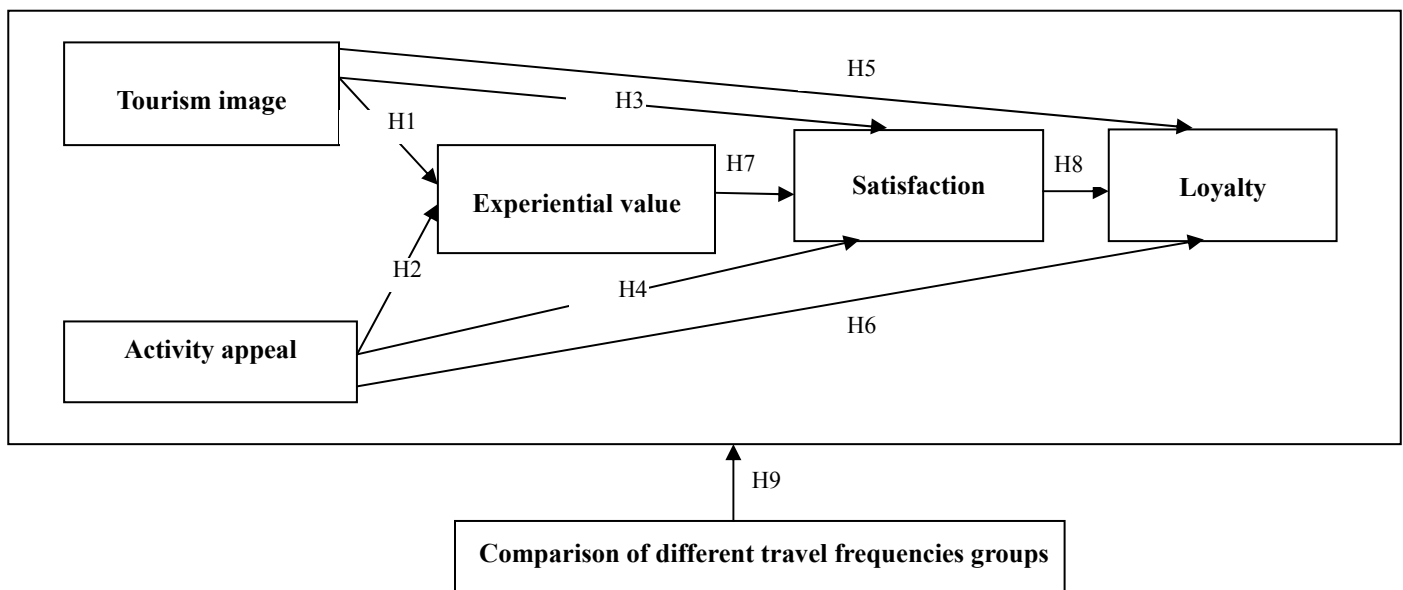 H5
Tourism image
H3
H1
H7
Satisfaction
H8
Loyalty
Experiential value
H2
H4
H6
Activity appeal
H9
Comparison of different travel frequencies groups